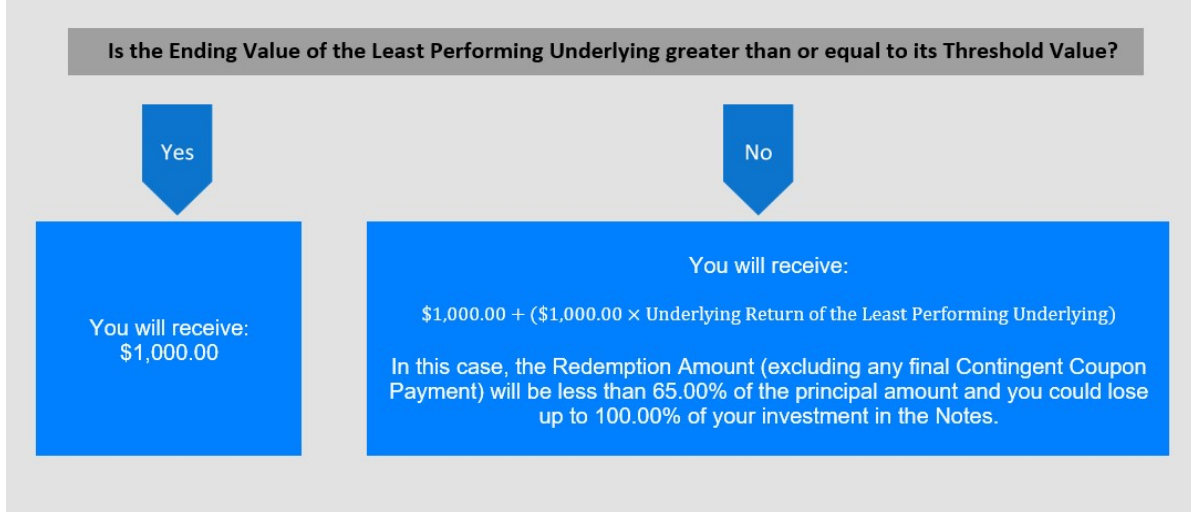 Is the Ending Value of the Least Performing Underlying greater than or equal to its Threshold Value?
Yes
No
You will receive:
$1,000.00
You will receive:
$1,000.00 + ($1,000.00 × Underlying Return of the Least Performing Underlying)
In this case, the Redemption Amount (excluding any final Contingent Coupon
Payment) will be less than 65.00% of the principal amount and you could lose
up to 100.00% of your investment in the Notes.